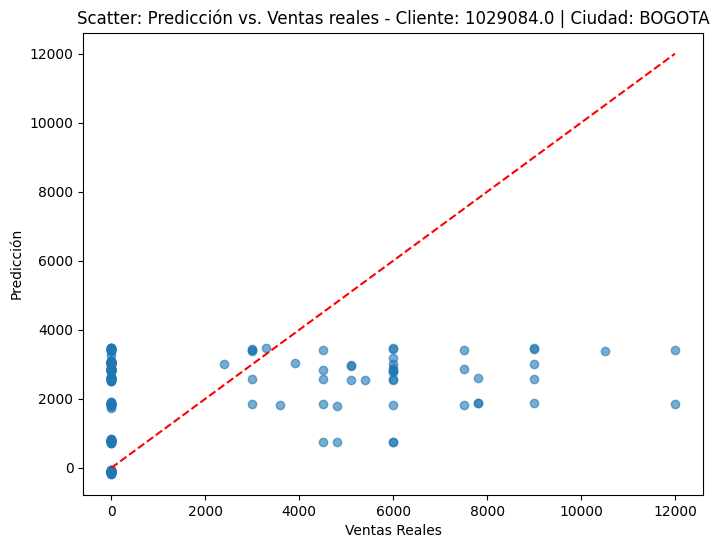 Scatter: Predicción vs. Ventas reales - Cliente: 1029084.0 | Ciudad: BOGOTA
12000
10000
8000
6000
4000
2000
0
Predicción
0 2000 4000 6000 8000 10000 12000
Ventas Reales